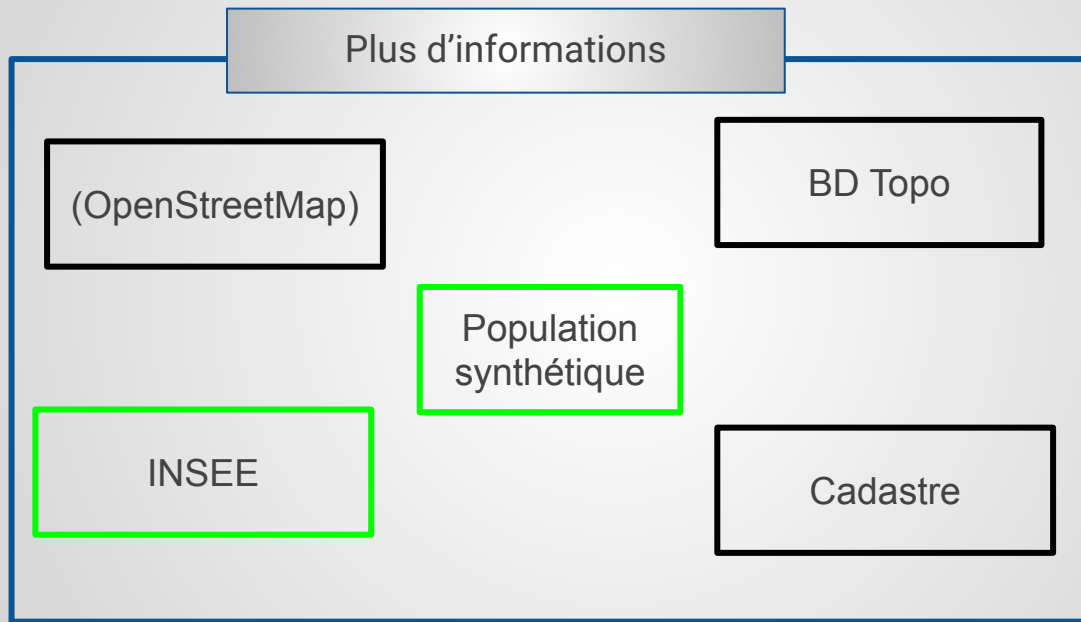 Plus d’informations
(OpenStreetMap)
BD Topo
Population
synthétique
INSEE
Cadastre